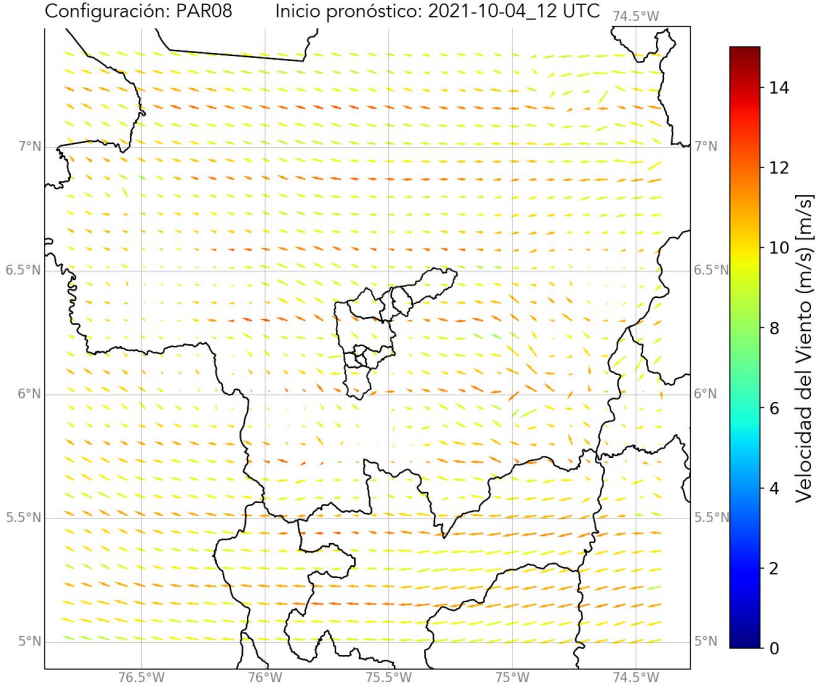 Configuración: PAR08 Inicio pronóstico: 2021-10-04_12 UTC
74.5°W
7°N 7°N
6.5°N 6.5°N
6°N 6°N
5.5°N 5.5°N
5°N 5°N
76.5°W 76°W 75.5°W 75°W 74.5°W
14
12
10
8
6
4
2
0
Velocidad del Viento (m/s) [m/s]